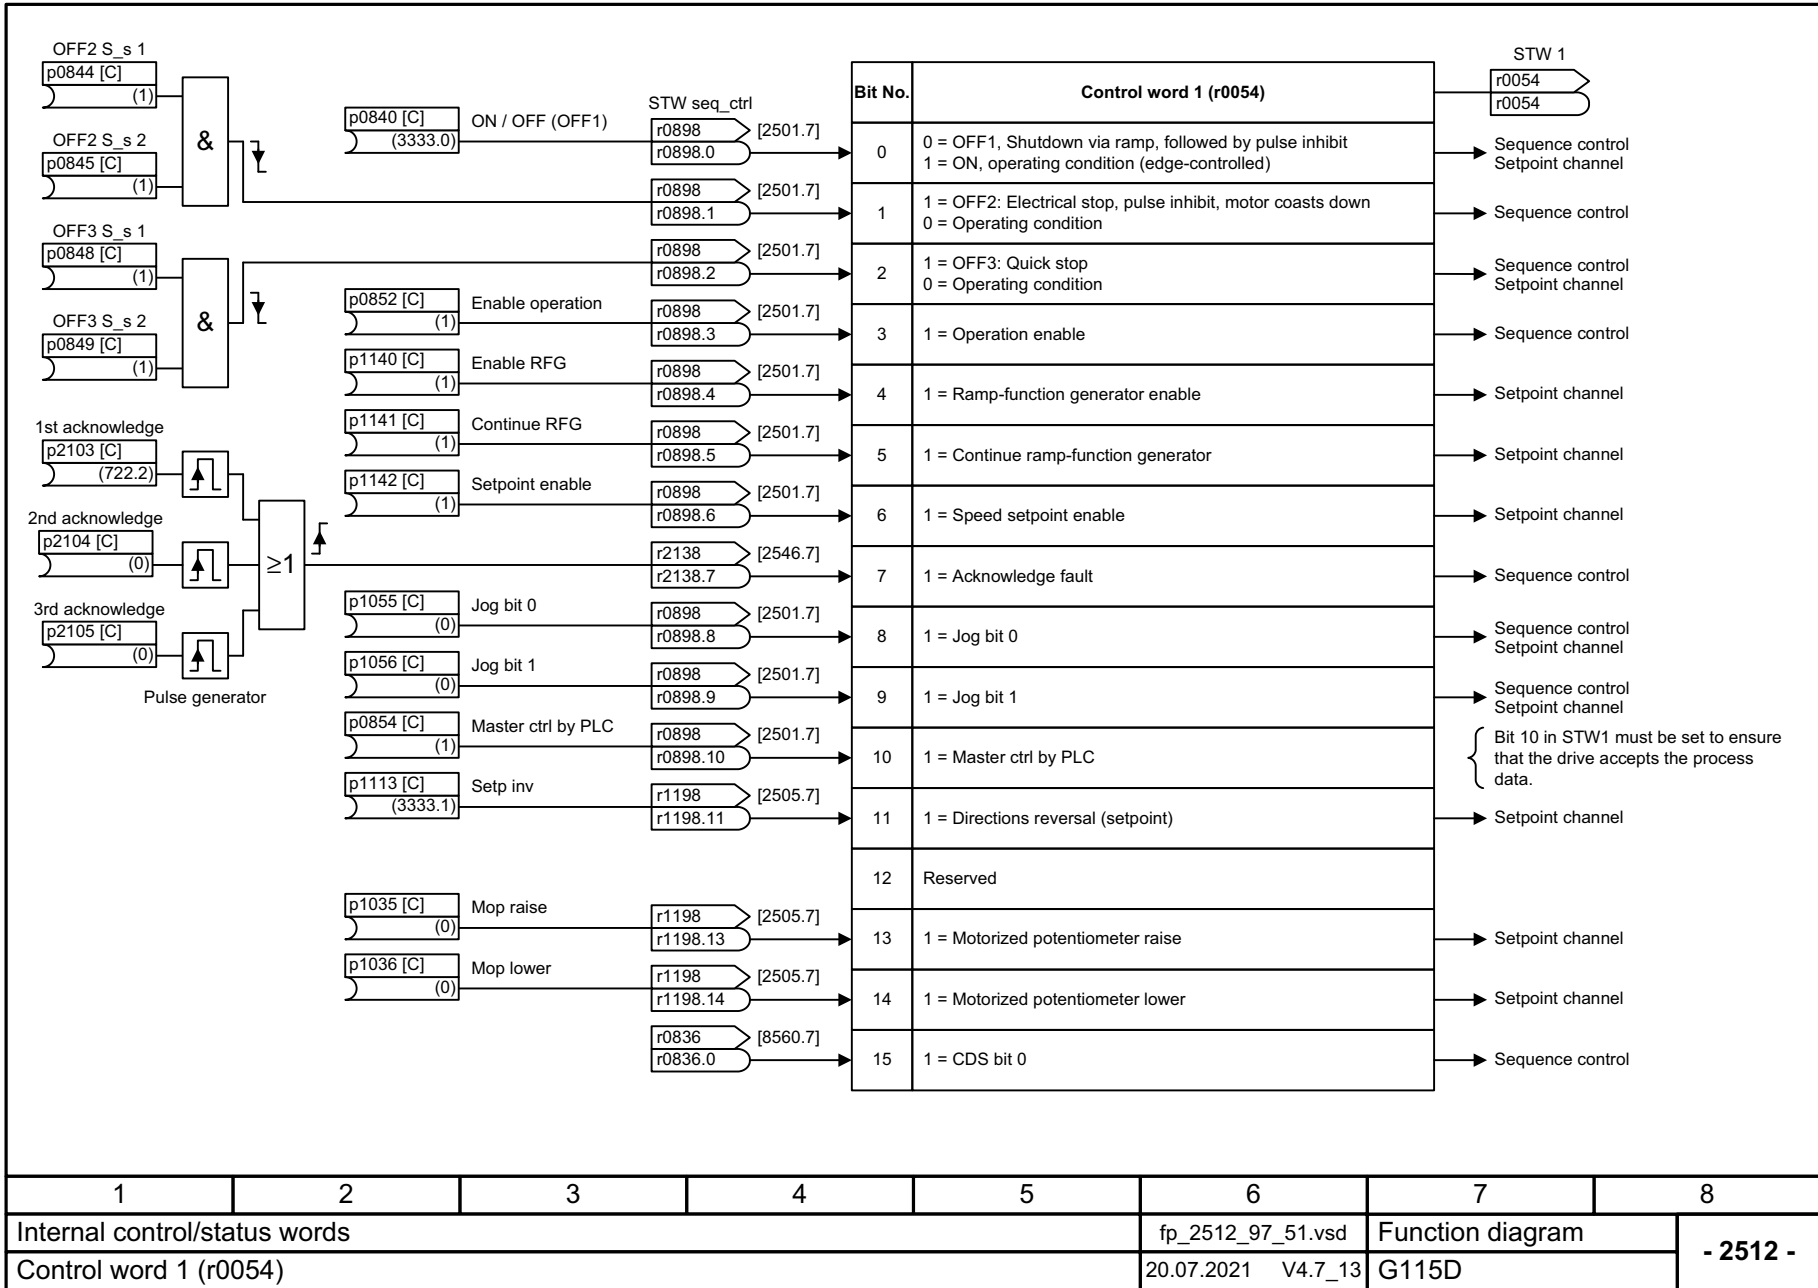 OFF2 S_s 1
p0844 [C]
(1)
OFF2 S_s 2
p0845 [C]
(1)
&
OFF3 S_s 1
p0848 [C]
(1)
OFF3 S_s 2
p0849 [C]
(1)
&
1st acknowledge
p2103 [C]
(722.2)
2nd acknowledge
p2104 [C]
(0)
3rd acknowledge
p2105 [C]
(0)
Pulse generator
≥1
p0840 [C]
(3333.0)
ON / OFF (OFF1)
p0852 [C]
(1)
Enable operation
p1140 [C]
(1)
Enable RFG
p1141 [C]
(1)
Continue RFG
p1142 [C]
(1)
Setpoint enable
p1055 [C]
(0)
Jog bit 0
p1056 [C]
(0)
Jog bit 1
p0854 [C]
(1)
Master ctrl by PLC
p1113 [C]
(3333.1)
Setp inv
p1035 [C]
(0)
Mop raise
p1036 [C]
(0)
Mop lower
STW seq_ctrl
r0898 [2501.7]
r0898.0
r0898 [2501.7]
r0898.1
r0898 [2501.7]
r0898.2
r0898 [2501.7]
r0898.3
r0898 [2501.7]
r0898.4
r0898 [2501.7]
r0898.5
r0898 [2501.7]
r0898.6
r2138 [2546.7]
r2138.7
r0898 [2501.7]
r0898.8
r0898 [2501.7]
r0898.9
r0898 [2501.7]
r0898.10
r1198 [2505.7]
r1198.11
r1198 [2505.7]
r1198.13
r1198 [2505.7]
r1198.14
r0836 [8560.7]
r0836.0
Bit No. Control word 1 (r0054)
0 0 = OFF1, Shutdown via ramp, followed by pulse inhibit
1 = ON, operating condition (edge-controlled)
1 1 = OFF2: Electrical stop, pulse inhibit, motor coasts down
0 = Operating condition
2 1 = OFF3: Quick stop
0 = Operating condition
3 1 = Operation enable
4 1 = Ramp-function generator enable
5 1 = Continue ramp-function generator
6 1 = Speed setpoint enable
7 1 = Acknowledge fault
8 1 = Jog bit 0
9 1 = Jog bit 1
10 1 = Master ctrl by PLC
11 1 = Directions reversal (setpoint)
12 Reserved
13 1 = Motorized potentiometer raise
14 1 = Motorized potentiometer lower
15 1 = CDS bit 0
STW 1
r0054
r0054
Sequence control
Setpoint channel
Sequence control
Sequence control
Setpoint channel
Sequence control
Setpoint channel
Setpoint channel
Setpoint channel
Sequence control
Sequence control
Setpoint channel
Sequence control
Setpoint channel
Bit 10 in STW1 must be set to ensure
that the drive accepts the process
data.
Setpoint channel
Setpoint channel
Setpoint channel
Sequence control
1 2 3 4 5 6 7 8
Internal control/status words fp_2512_97_51.vsd Function diagram
- 2512 -
Control word 1 (r0054) 20.07.2021 V4.7_13 G115D